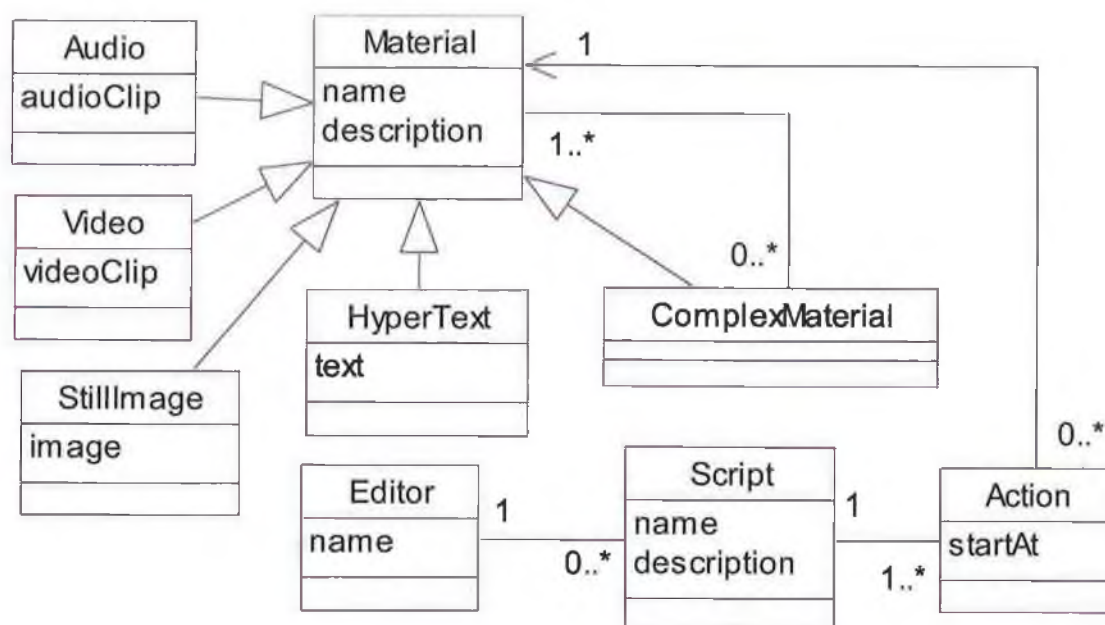 Audio
audioClip
Material
name
description
1
1..*
Video
videoClip
0..*
HyperText
text
ComplexMaterial
StillImage
image
0..*
Editor
name
1
0..*
Script
name
description
1
1..*
Action
startAt